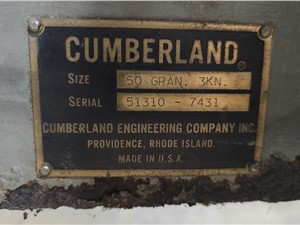 CUMBERLAND
SIZE 50 GRAN. 3KN.
SERIAL 51310 - 7431
CUMBERLAND ENGINEERING COMPANY INC.
PROVIDENCE, RHODE ISLAND.
MADE IN U.S.A.